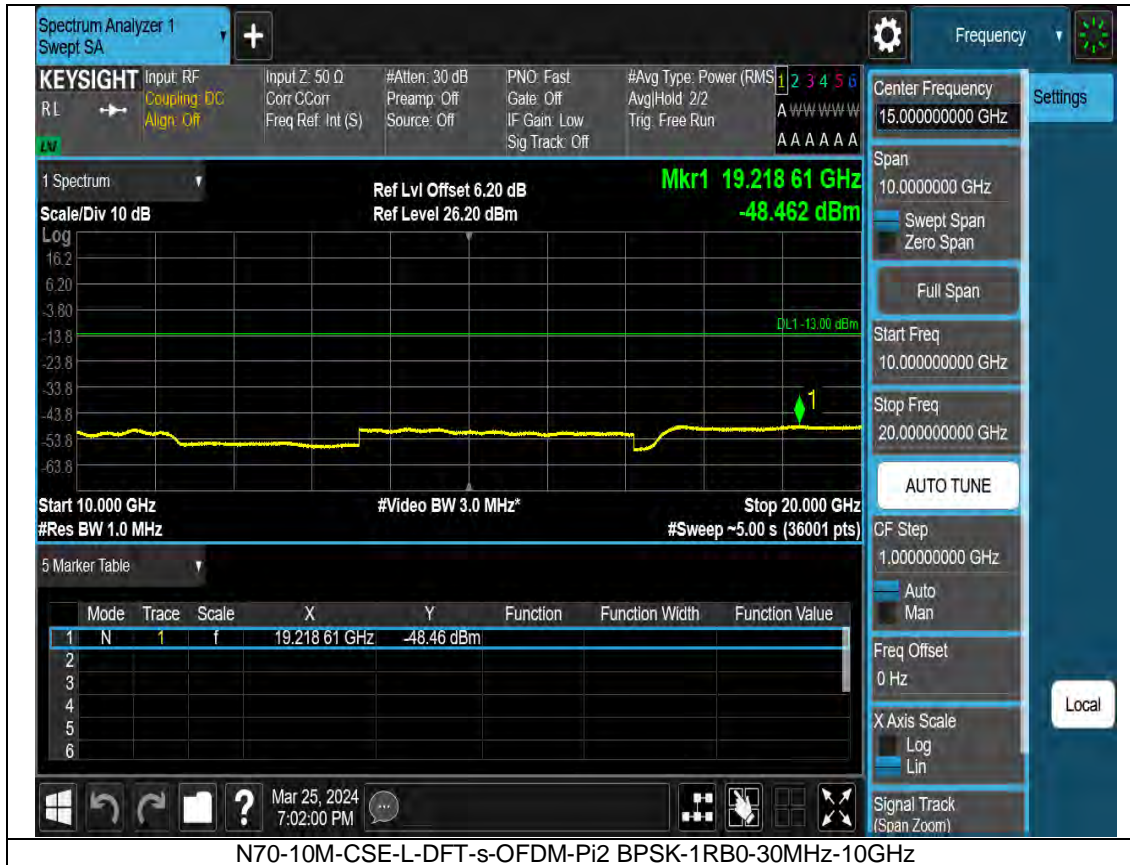 Spectrum Analyzer 1
Swept SA
+
Frequency
KEYSIGHT
RL
LXI
Input: RF
Coupling: DC
Align: Off
Input Z: 50 Ω
Corr CCorr
Freq Ref: Int (S)
#Atten: 30 dB
Preamp: Off
Source: Off
PNO: Fast
Gate: Off
IF Gain: Low
Sig Track: Off
#Avg Type: Power (RMS
Avg|Hold: 2/2
Trig: Free Run
1 2 3 4 5 6
A W W W W W
A A A A A A
1 Spectrum
Scale/Div 10 dB
Ref Lvl Offset 6.20 dB
Ref Level 26.20 dBm
Mkr1 19.218 61 GHz
-48.462 dBm
Log
16.2
6.20
-3.80
-13.8
-23.8
-33.8
-43.8
-53.8
-63.8
DL1 -13.00 dBm
1
Start 10.000 GHz
#Video BW 3.0 MHz*
Stop 20.000 GHz
#Res BW 1.0 MHz
#Sweep ~5.00 s (36001 pts)
5 Marker Table
Mode Trace Scale X Y Function Function Width Function Value
1 N 1 f 19.218 61 GHz -48.46 dBm
2
3
4
5
6
?
Mar 25, 2024
7:02:00 PM
Center Frequency
15.000000000 GHz
Settings
Span
10.0000000 GHz
Swept Span
Zero Span
Full Span
Start Freq
10.000000000 GHz
Stop Freq
20.000000000 GHz
AUTO TUNE
CF Step
1.000000000 GHz
Auto
Man
Freq Offset
0 Hz
Local
X Axis Scale
Log
Lin
Signal Track
(Span Zoom)
N70-10M-CSE-L-DFT-s-OFDM-Pi2 BPSK-1RB0-30MHz-10GHz